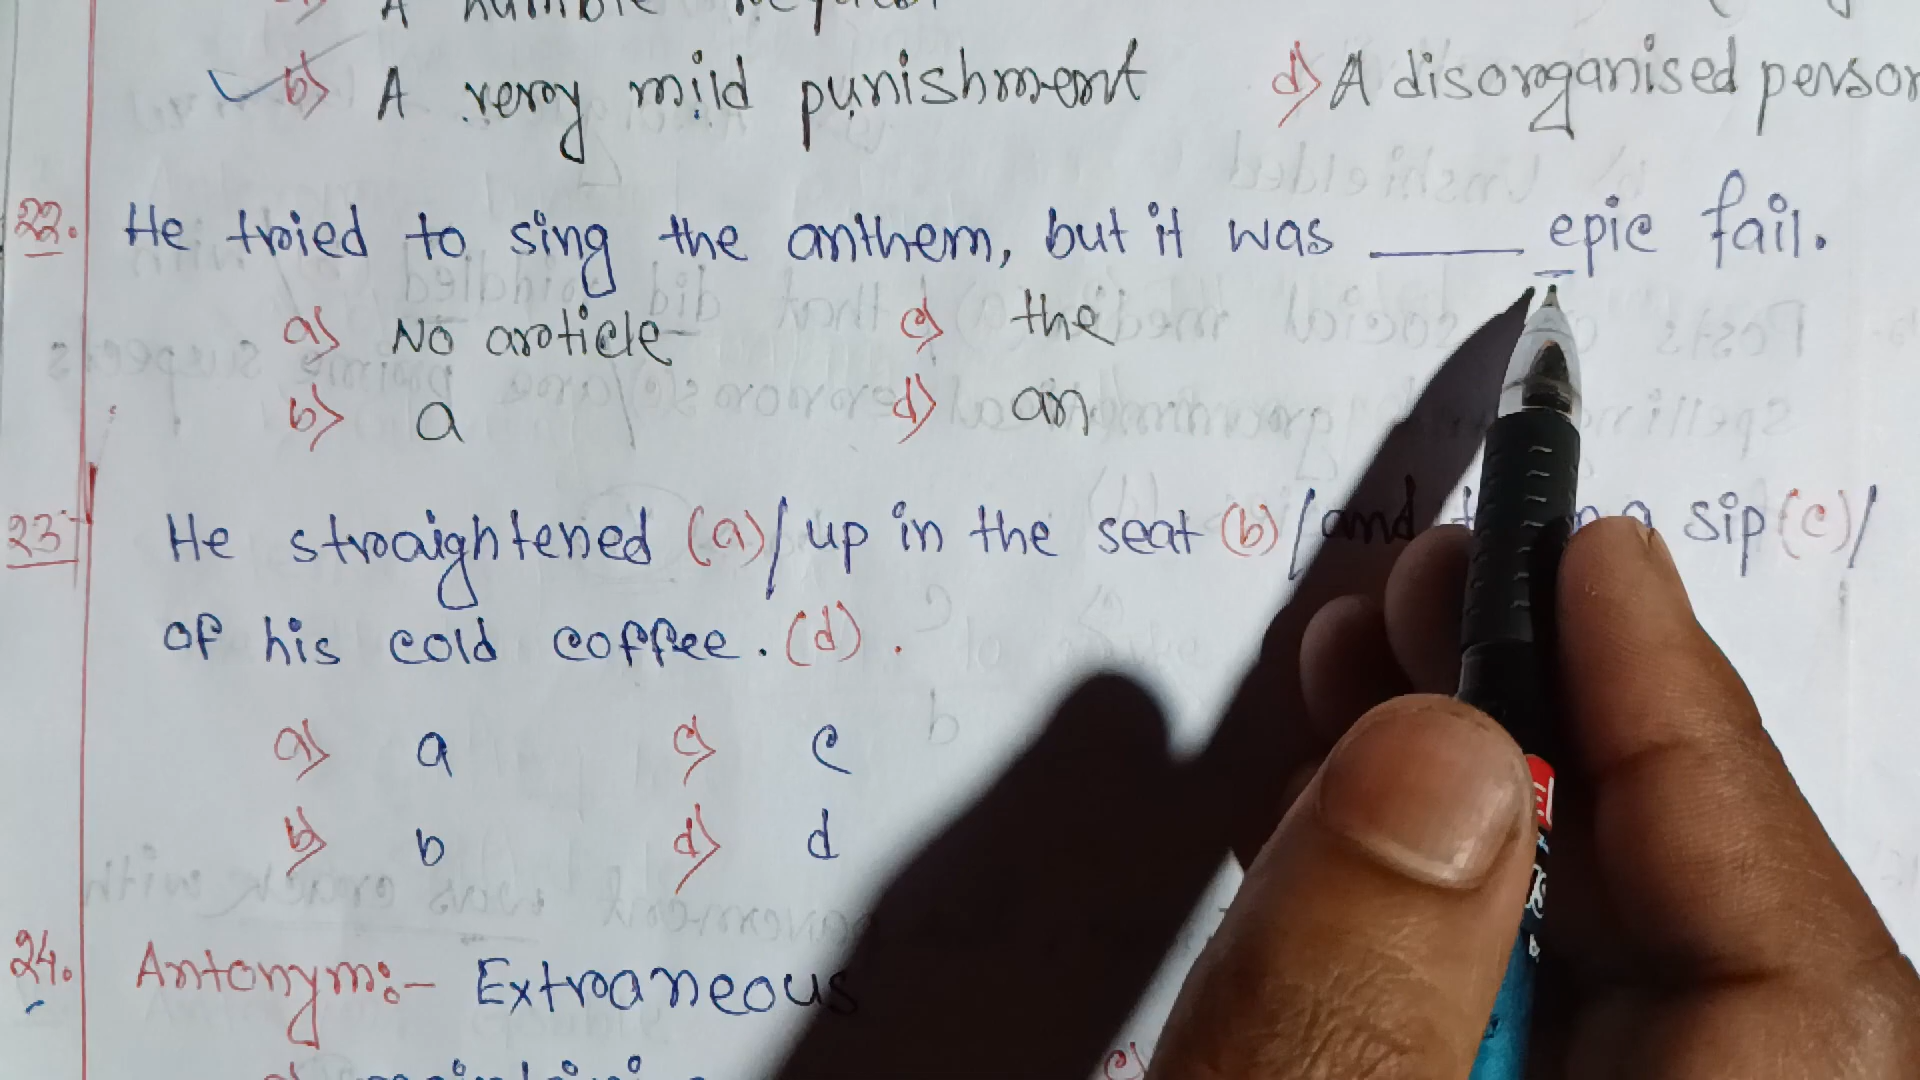 A humble
b) A very mild punishment d) A disorganised person
22. He tried to sing the anthem, but it was ____ epic fail.
a) No article c) the
b) a d) an
23 He straightened (a)/ up in the seat (b)/ and a sip (c)/
of his cold coffee. (d).
a) a c) c
b) b d) d
24. Antonym:- Extraneous
c)